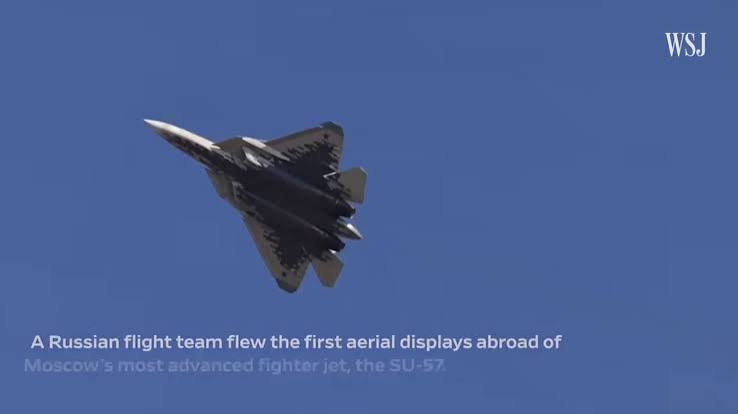 WSJ
A Russian flight team flew the first aerial displays abroad of
Moscow's most advanced fighter jet, the SU-57.